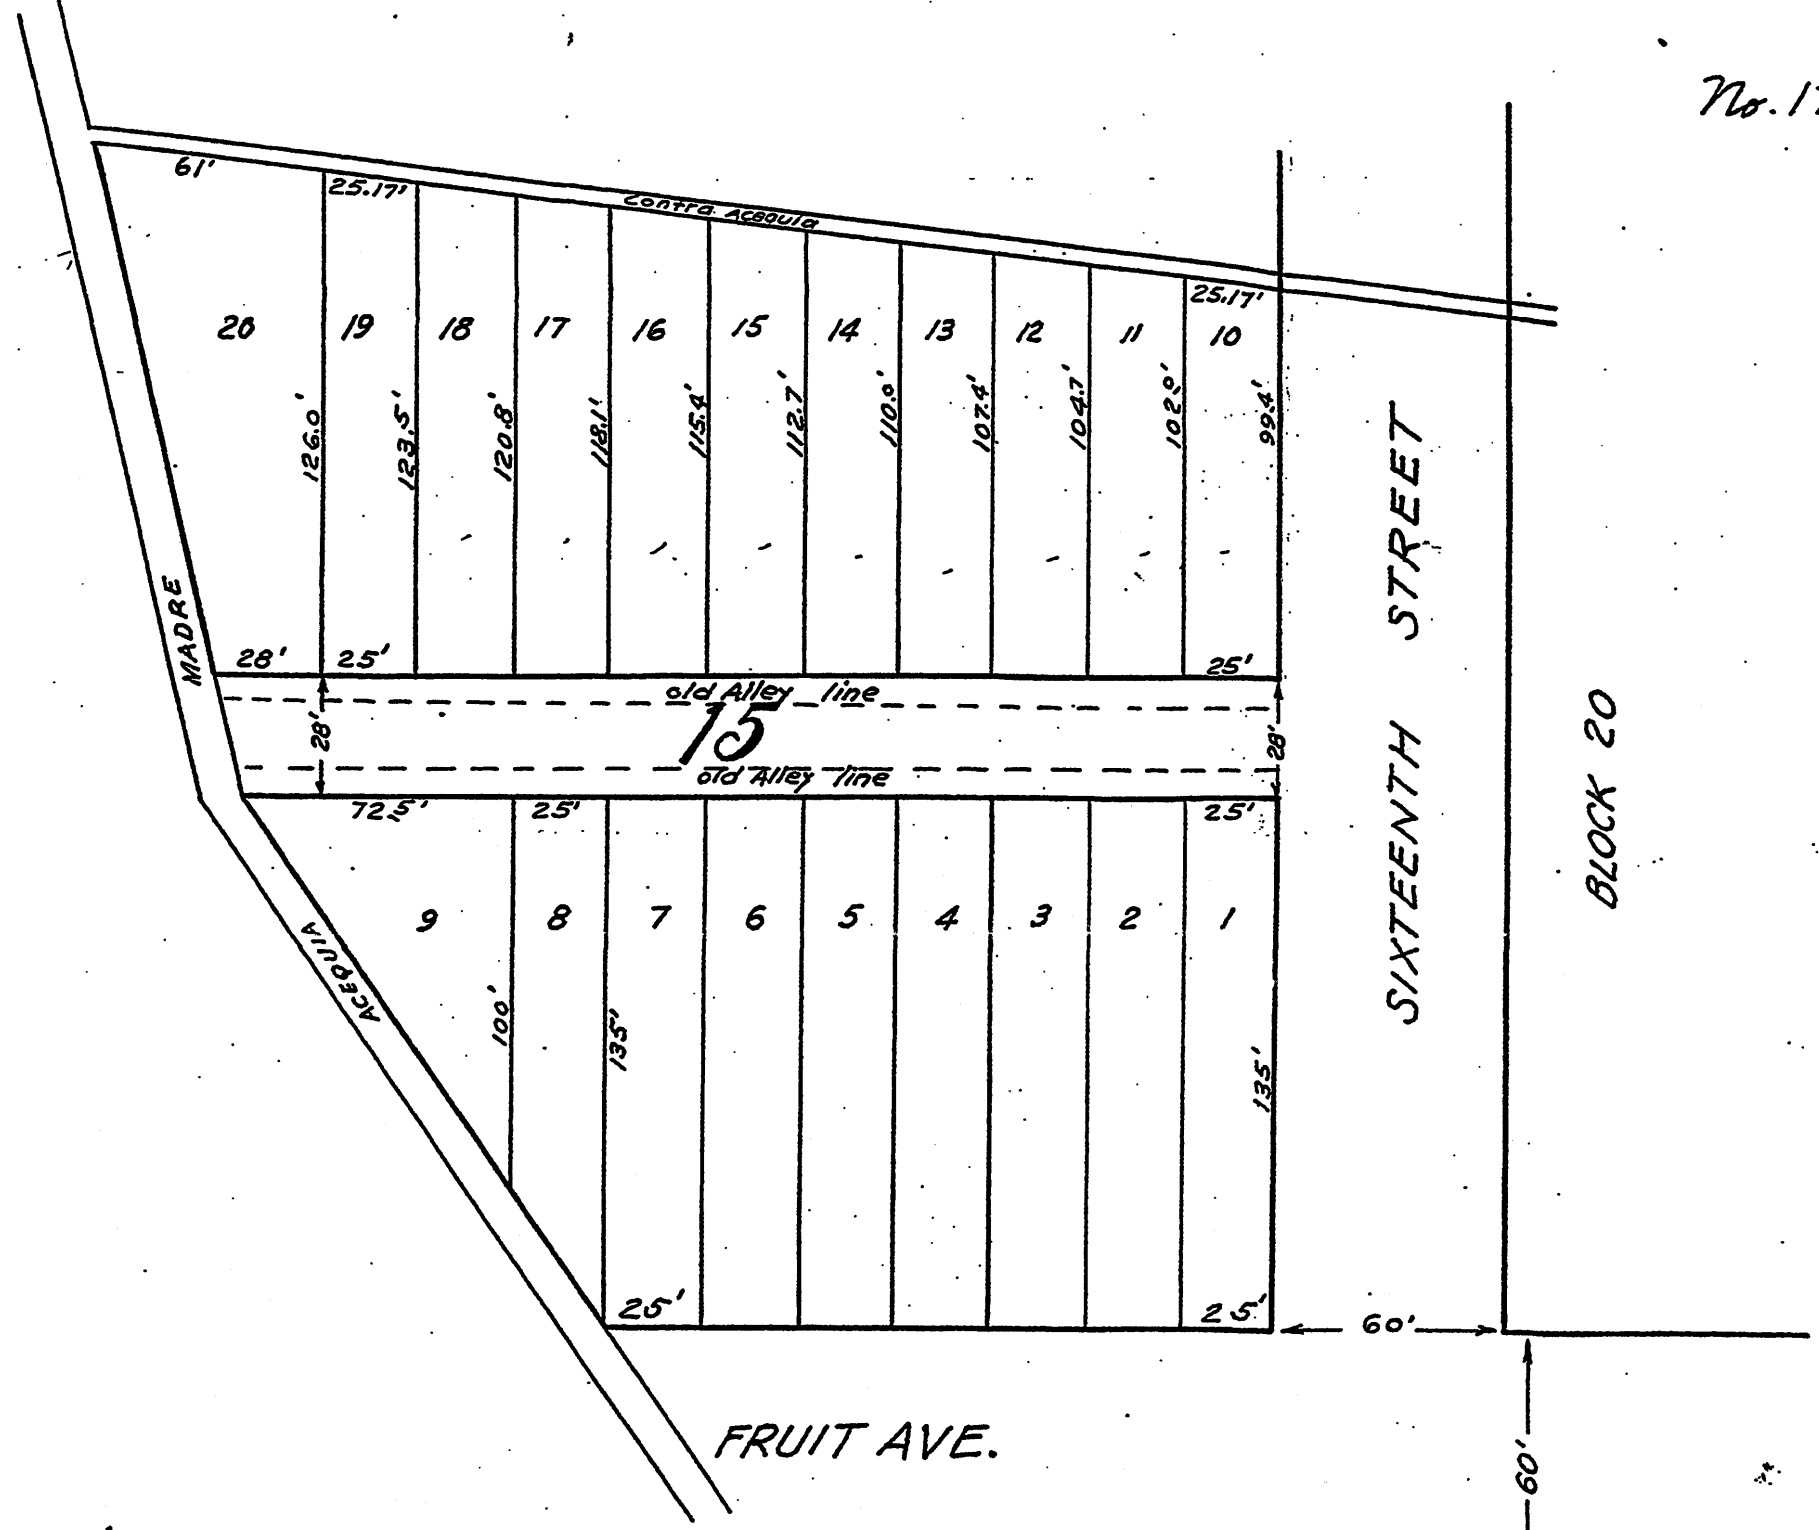 No. 1
61'
25.17'
Contra Acequia
25.17'
20 19 18 17 16 15 14 13 12 11 10
126.0' 123.5' 120.8' 118.1' 115.4' 112.7' 110.0' 107.4' 104.7' 102.0' 99.4'
MADRE
28' 25' 25'
old Alley line
28' 15 28'
old Alley line
72.5' 25' 25'
9 8 7 6 5 4 3 2 1
ACEQUIA
100' 135' 135'
25' 25'
60'
SIXTEENTH STREET
BLOCK 20
FRUIT AVE.
60'